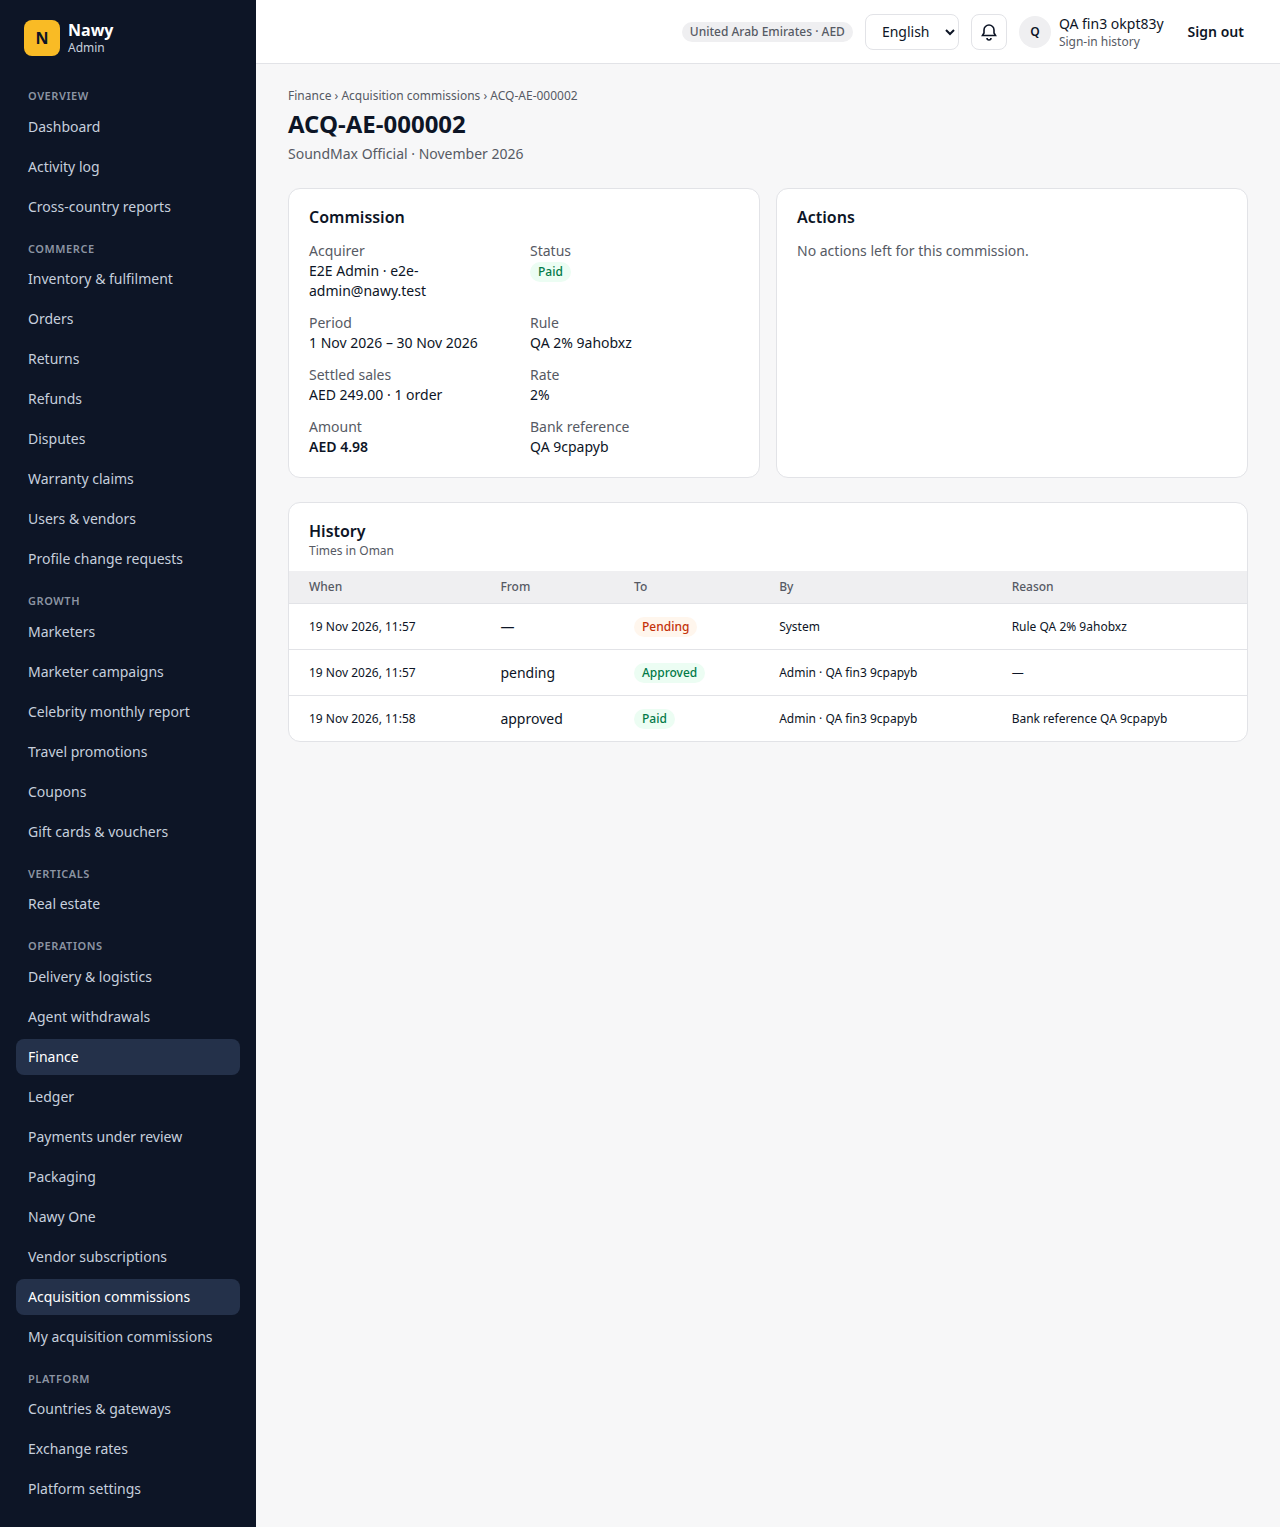 N
Nawy
Admin
OVERVIEW
Dashboard
Activity log
Cross-country reports
COMMERCE
Inventory & fulfilment
Orders
Returns
Refunds
Disputes
Warranty claims
Users & vendors
Profile change requests
GROWTH
Marketers
Marketer campaigns
Celebrity monthly report
Travel promotions
Coupons
Gift cards & vouchers
VERTICALS
Real estate
OPERATIONS
Delivery & logistics
Agent withdrawals
Finance
Ledger
Payments under review
Packaging
Nawy One
Vendor subscriptions
Acquisition commissions
My acquisition commissions
PLATFORM
Countries & gateways
Exchange rates
Platform settings
United Arab Emirates · AED
English
Q
QA fin3 okpt83y
Sign-in history
Sign out
Finance › Acquisition commissions › ACQ-AE-000002
ACQ-AE-000002
SoundMax Official · November 2026
Commission
Acquirer Status
E2E Admin · e2e- Paid
admin@nawy.test
Period Rule
1 Nov 2026 – 30 Nov 2026 QA 2% 9ahobxz
Settled sales Rate
AED 249.00 · 1 order 2%
Amount Bank reference
AED 4.98 QA 9cpapyb
Actions
No actions left for this commission.
History
Times in Oman
When From To By Reason
19 Nov 2026, 11:57 — Pending System Rule QA 2% 9ahobxz
19 Nov 2026, 11:57 pending Approved Admin · QA fin3 9cpapyb —
19 Nov 2026, 11:58 approved Paid Admin · QA fin3 9cpapyb Bank reference QA 9cpapyb